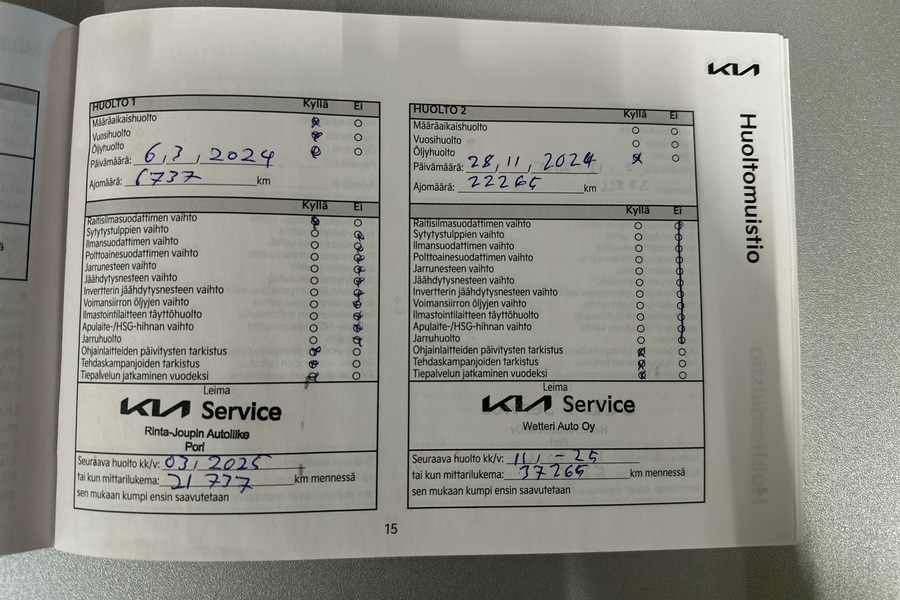 KIA
Huoltomuistio
HUOLTO 1 Kyllä Ei
Määräaikaishuolto
Vuosihuolto
Öljyhuolto
Päivämäärä: 6,3, 2024
Ajomäärä: 6737 km
Kyllä Ei
Raitisilmasuodattimen vaihto
Sytytystulppien vaihto
Ilmansuodattimen vaihto
Polttoainesuodattimen vaihto
Jarrunesteen vaihto
Jäähdytysnesteen vaihto
Invertterin jäähdytysnesteen vaihto
Voimansiirron öljyjen vaihto
Ilmastointilaitteen täyttöhuolto
Apulaite-/HSG-hihnan vaihto
Jarruhuolto
Ohjainlaitteiden päivitysten tarkistus
Tehdaskampanjoiden tarkistus
Tiepalvelun jatkaminen vuodeksi
Leima
KIA Service
Rinta-Joupin Autoliike
Pori
Seuraava huolto kk/v: 03, 2025
tai kun mittarilukema: 21 737 km mennessä
sen mukaan kumpi ensin saavutetaan
HUOLTO 2 Kyllä Ei
Määräaikaishuolto
Vuosihuolto
Öljyhuolto
Päivämäärä: 28, 11, 2024
Ajomäärä: 22265 km
Kyllä Ei
Raitisilmasuodattimen vaihto
Sytytystulppien vaihto
Ilmansuodattimen vaihto
Polttoainesuodattimen vaihto
Jarrunesteen vaihto
Jäähdytysnesteen vaihto
Invertterin jäähdytysnesteen vaihto
Voimansiirron öljyjen vaihto
Ilmastointilaitteen täyttöhuolto
Apulaite-/HSG-hihnan vaihto
Jarruhuolto
Ohjainlaitteiden päivitysten tarkistus
Tehdaskampanjoiden tarkistus
Tiepalvelun jatkaminen vuodeksi
Leima
KIA Service
Wetteri Auto Oy
Seuraava huolto kk/v: 11, - 25
tai kun mittarilukema: 37265 km mennessä
sen mukaan kumpi ensin saavutetaan
15